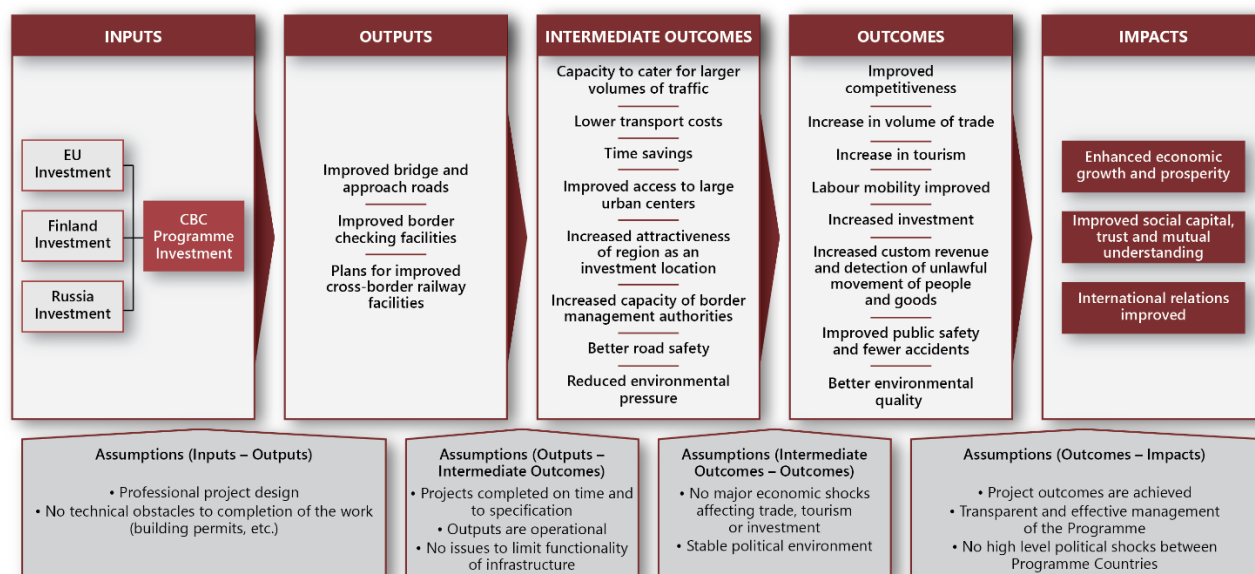 INPUTS
EU
Investment
Finland
Investment
Russia
Investment
CBC
Programme
Investment
OUTPUTS
Improved bridge and
approach roads
Improved border
checking facilities
Plans for improved
cross-border railway
facilities
INTERMEDIATE OUTCOMES
Capacity to cater for larger
volumes of traffic
Lower transport costs
Time savings
Improved access to large
urban centers
Increased attractiveness
of region as an
investment location
Increased capacity of border
management authorities
Better road safety
Reduced environmental
pressure
OUTCOMES
Improved
competitiveness
Increase in volume of trade
Increase in tourism
Labour mobility improved
Increased investment
Increased custom revenue
and detection of unlawful
movement of people
and goods
Improved public safety
and fewer accidents
Better environmental
quality
IMPACTS
Enhanced economic
growth and prosperity
Improved social capital,
trust and mutual
understanding
International relations
improved
Assumptions (Inputs – Outputs)
• Professional project design
• No technical obstacles to completion of the work
(building permits, etc.)
Assumptions (Outputs –
Intermediate Outcomes)
• Projects completed on time and
to specification
• Outputs are operational
• No issues to limit functionality
of infrastructure
Assumptions (Intermediate
Outcomes – Outcomes)
• No major economic shocks
affecting trade, tourism
or investment
• Stable political environment
Assumptions (Outcomes – Impacts)
• Project outcomes are achieved
• Transparent and effective management
of the Programme
• No high level political shocks between
Programme Countries